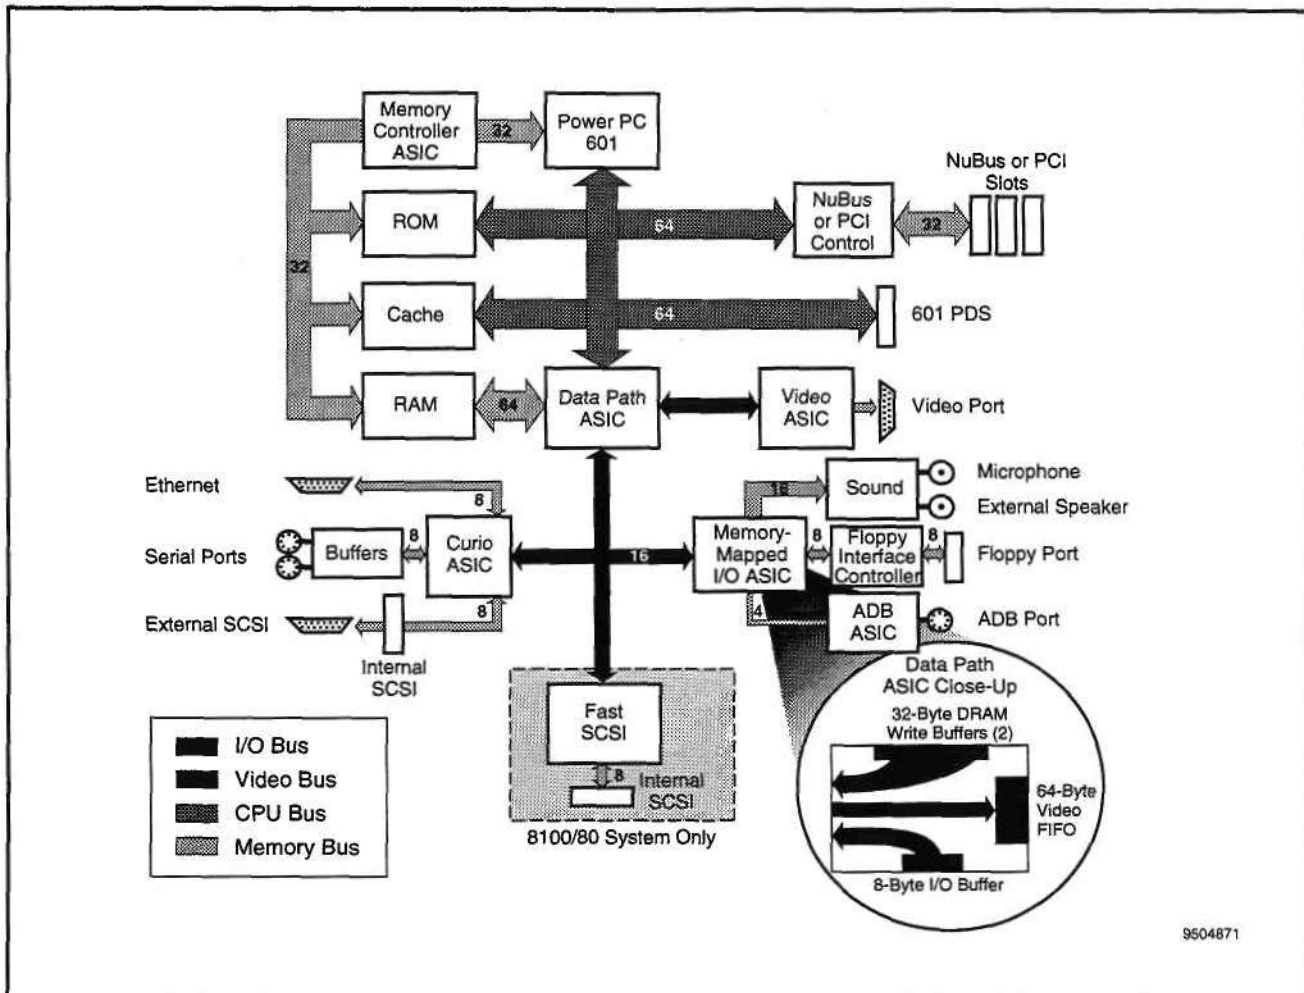 Memory
Controller
ASIC
32
Power PC
601
NuBus or PCI
Slots
ROM
64
NuBus
or PCI
Control
32
32
Cache
64
601 PDS
RAM
64
Data Path
ASIC
Video
ASIC
Video Port
Ethernet
8
16
Sound
Microphone
External Speaker
Serial Ports
Buffers
8
Curio
ASIC
16
Memory-
Mapped
I/O ASIC
8
Floppy
Interface
Controller
8
Floppy Port
External SCSI
8
Internal
SCSI
4
ADB
ASIC
ADB Port
Fast
SCSI
8
Internal
SCSI
8100/80 System Only
I/O Bus
Video Bus
CPU Bus
Memory Bus
Data Path
ASIC Close-Up
32-Byte DRAM
Write Buffers (2)
64-Byte
Video
FIFO
8-Byte I/O Buffer
9504871